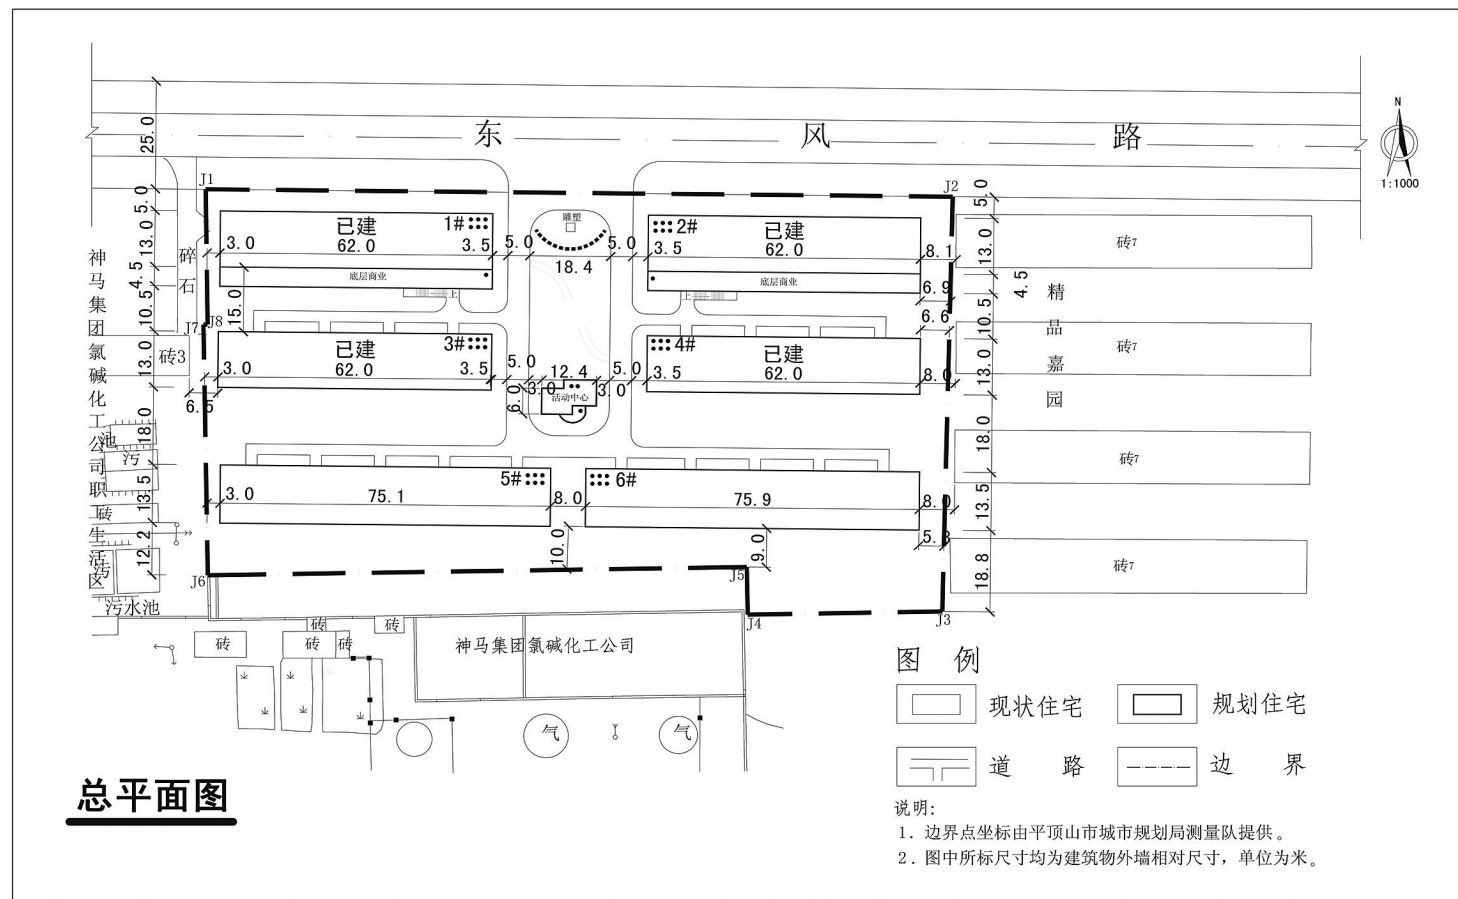 东 风 路
N
1:1000
25.0
5.0
J1
J2
5.0
雕塑
已建
1#
2#
已建
砖7
13.0
3.0
62.0
3.5
5.0
5.0
18.4
3.5
62.0
8.1
13.0
碎石
底层商业
底层商业
4.5
4.5
上
上
6.9
10.5
15.0
10.5
精品嘉园
神马集团氯碱化工公司职工生活区
J7
J8
6.6
砖3
已建
3#
4#
已建
砖7
13.0
3.0
62.0
3.5
5.0
12.4
5.0
3.5
62.0
8.0
13.0
3.0
3.0
6.0
活动中心
6.5
18.0
18.0
池
污
砖7
5#
6#
13.5
3.0
75.1
8.0
75.9
8.0
13.5
砖
12.2
10.0
9.0
5.3
污
砖7
18.8
J6
J5
污水池
J4
J3
砖
砖
砖
砖
砖
神马集团氯碱化工公司
气
气
图 例
现状住宅
规划住宅
道 路
边 界
总平面图
说明:
1. 边界点坐标由平顶山市城市规划局测量队提供。
2. 图中所标尺寸均为建筑物外墙相对尺寸，单位为米。